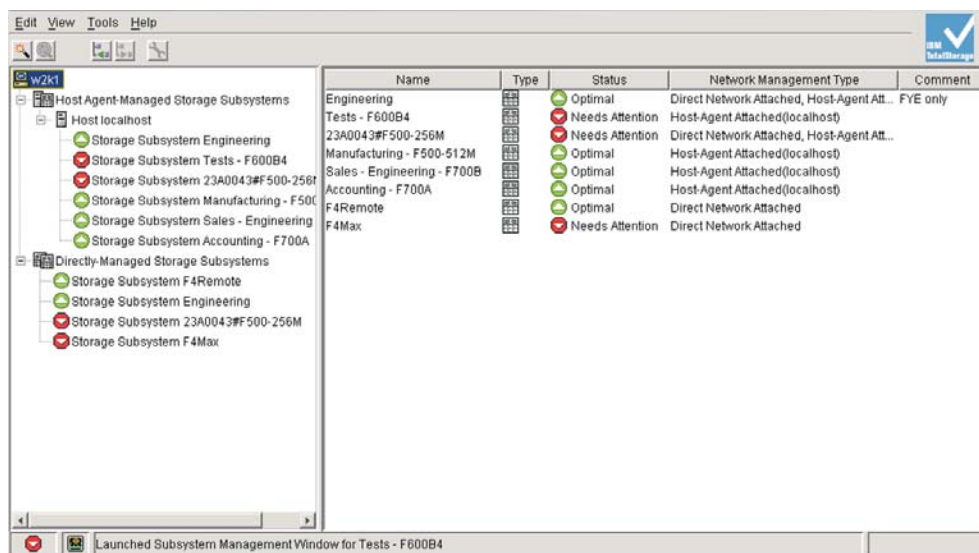 Edit View Tools Help
IBM
TotalStorage
w2k1
Host Agent-Managed Storage Subsystems
Host localhost
Storage Subsystem Engineering
Storage Subsystem Tests - F600B4
Storage Subsystem 23A0043#F500-256
Storage Subsystem Manufacturing - F500
Storage Subsystem Sales - Engineering
Storage Subsystem Accounting - F700A
Directly-Managed Storage Subsystems
Storage Subsystem F4Remote
Storage Subsystem Engineering
Storage Subsystem 23A0043#F500-256M
Storage Subsystem F4Max
Name Type Status Network Management Type Comment
Engineering Optimal Direct Network Attached, Host-Agent Att... FYE only
Tests - F600B4 Needs Attention Host-Agent Attached(localhost)
23A0043#F500-256M Needs Attention Direct Network Attached, Host-Agent Att...
Manufacturing - F500-512M Optimal Host-Agent Attached(localhost)
Sales - Engineering - F700B Optimal Host-Agent Attached(localhost)
Accounting - F700A Optimal Host-Agent Attached(localhost)
F4Remote Optimal Direct Network Attached
F4Max Needs Attention Direct Network Attached
Launched Subsystem Management Window for Tests - F600B4